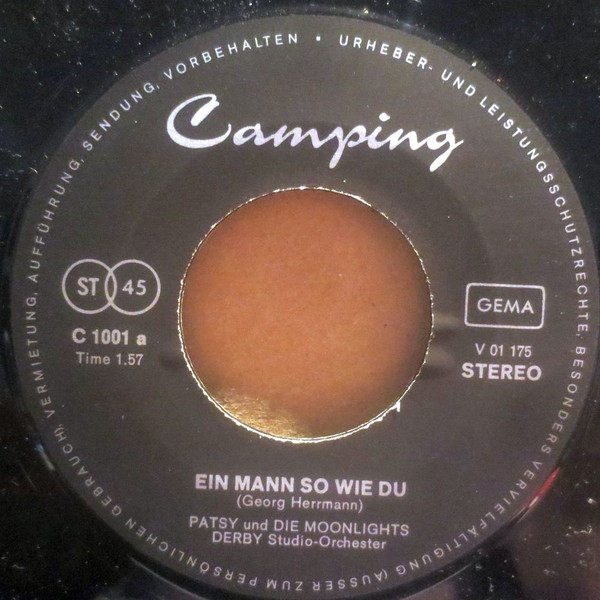 URHEBER- UND LEISTUNGSSCHUTZRECHTE, BESONDERS VERVIELFÄLTIGUNG (AUSSER ZUM PERSÖNLICHEN GEBRAUCH), VERMIETUNG, AUFFÜHRUNG, SENDUNG, VORBEHALTEN •
Camping
ST 45
C 1001 a
Time 1.57
GEMA
V 01 175
STEREO
EIN MANN SO WIE DU
(Georg Herrmann)
PATSY und DIE MOONLIGHTS
DERBY Studio-Orchester